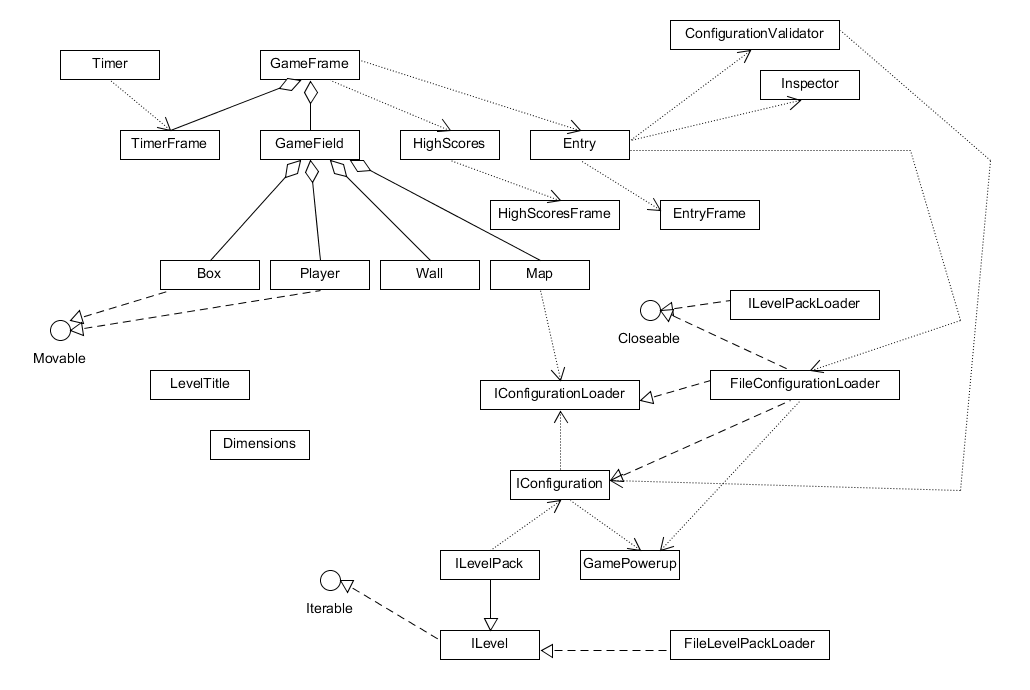 ConfigurationValidator
Timer
GameFrame
Inspector
TimerFrame
GameField
HighScores
Entry
HighScoresFrame
EntryFrame
Box
Player
Wall
Map
ILevelPackLoader
Closeable
Movable
LevelTitle
IConfigurationLoader
FileConfigurationLoader
Dimensions
IConfiguration
ILevelPack
GamePowerup
Iterable
ILevel
FileLevelPackLoader